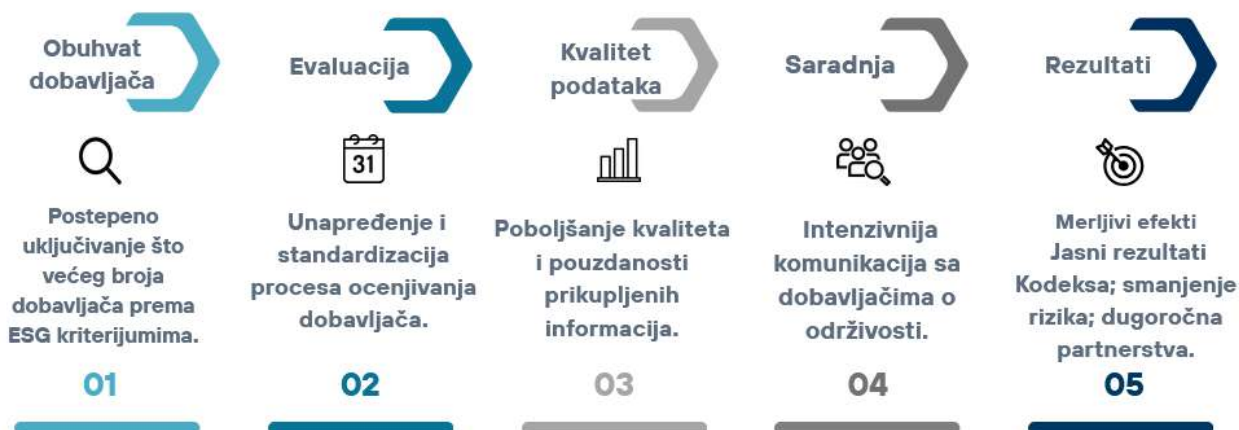 Obuhvat
dobavljača
Evaluacija
Kvalitet
podataka
Saradnja
Rezultati
31
Postepeno
uključivanje što
većeg broja
dobavljača prema
ESG kriterijumima.
01
Unapređenje i
standardizacija
procesa ocenjivanja
dobavljača.
02
Poboljšanje kvaliteta
i pouzdanosti
prikupljenih
informacija.
03
Intenzivnija
komunikacija sa
dobavljačima o
održivosti.
04
Merljivi efekti
Jasni rezultati
Kodeksa; smanjenje
rizika; dugoročna
partnerstva.
05